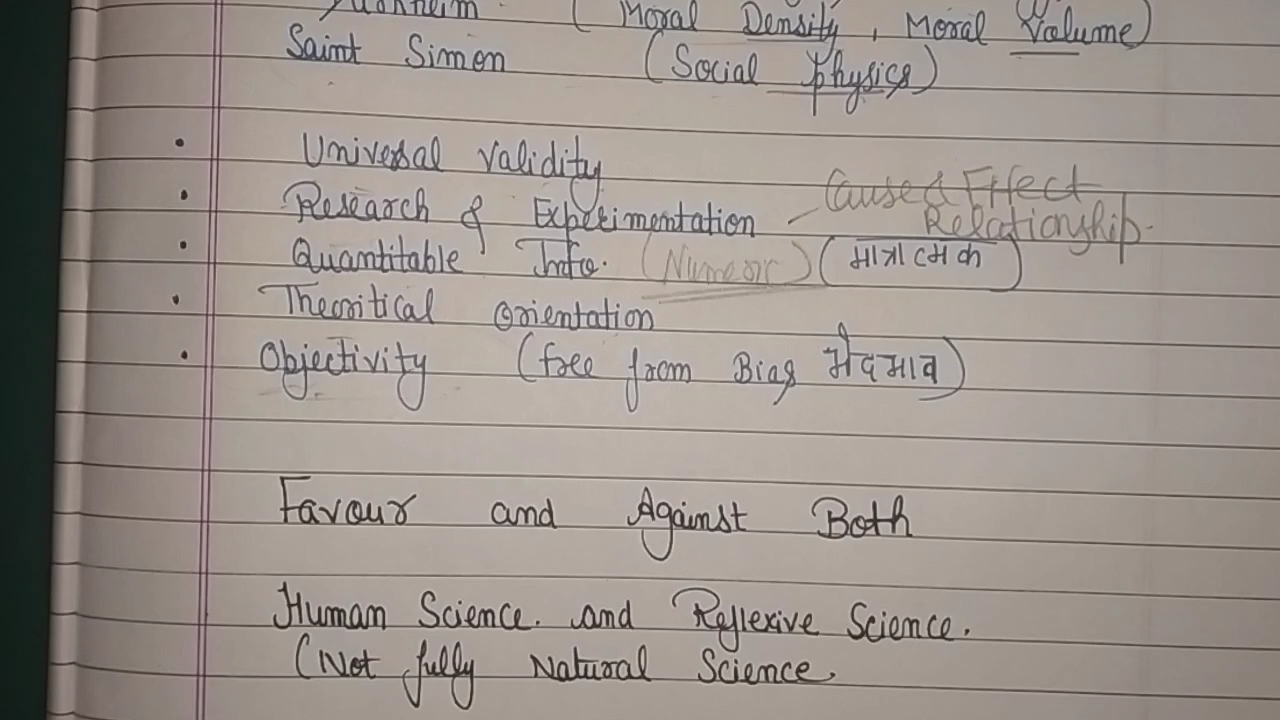 Durkheim (Moral Density, Moral Volume)
Saint Simon (Social Physics)
• Universal Validity
• Research & Experimentation – Cause & Effect Relationship.
• Quantitable Info. (Numeric) (मात्रात्मक)
• Theoritical Orientation
• Objectivity (free from Bias भेदभाव)
Favour and Against Both
Human Science. and Reflexive Science.
(Not fully Natural Science.